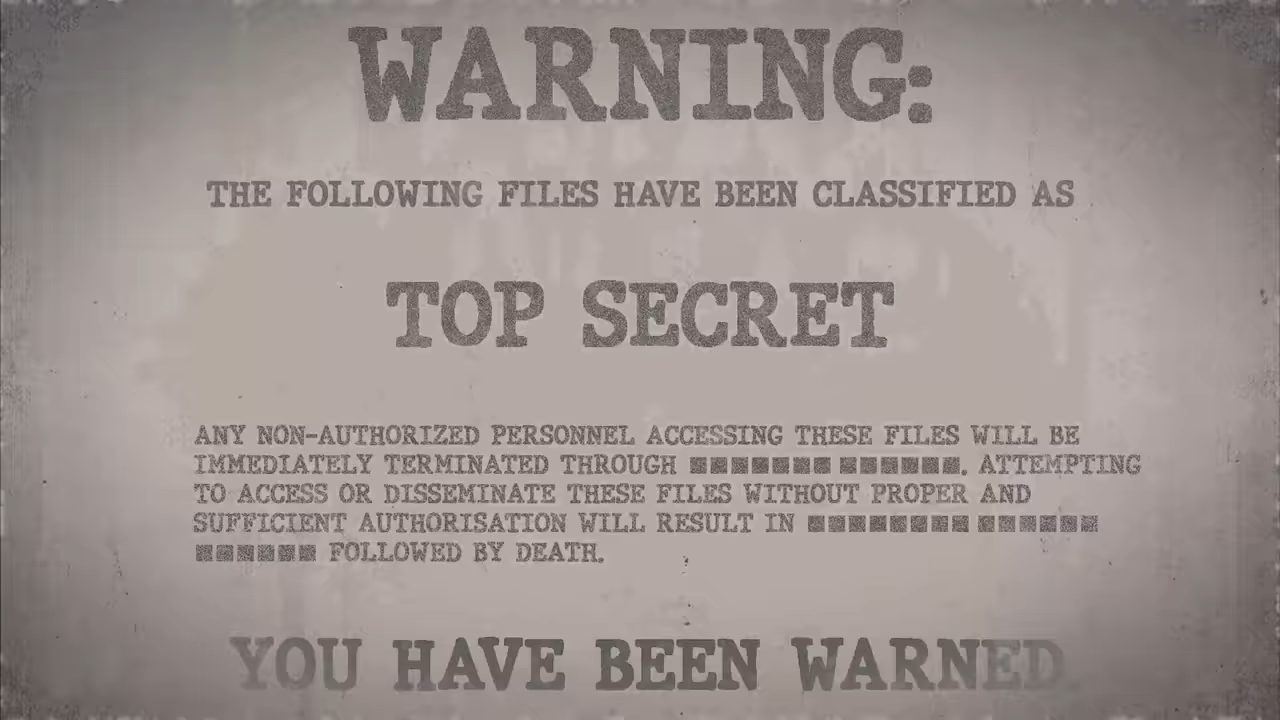 WARNING:
THE FOLLOWING FILES HAVE BEEN CLASSIFIED AS
TOP SECRET
ANY NON-AUTHORIZED PERSONNEL ACCESSING THESE FILES WILL BE
IMMEDIATELY TERMINATED THROUGH ■■■■■■■ ■■■■■■. ATTEMPTING
TO ACCESS OR DISSEMINATE THESE FILES WITHOUT PROPER AND
SUFFICIENT AUTHORISATION WILL RESULT IN ■■■■■■■■ ■■■■■■
■■■■■■ FOLLOWED BY DEATH.
YOU HAVE BEEN WARNED.